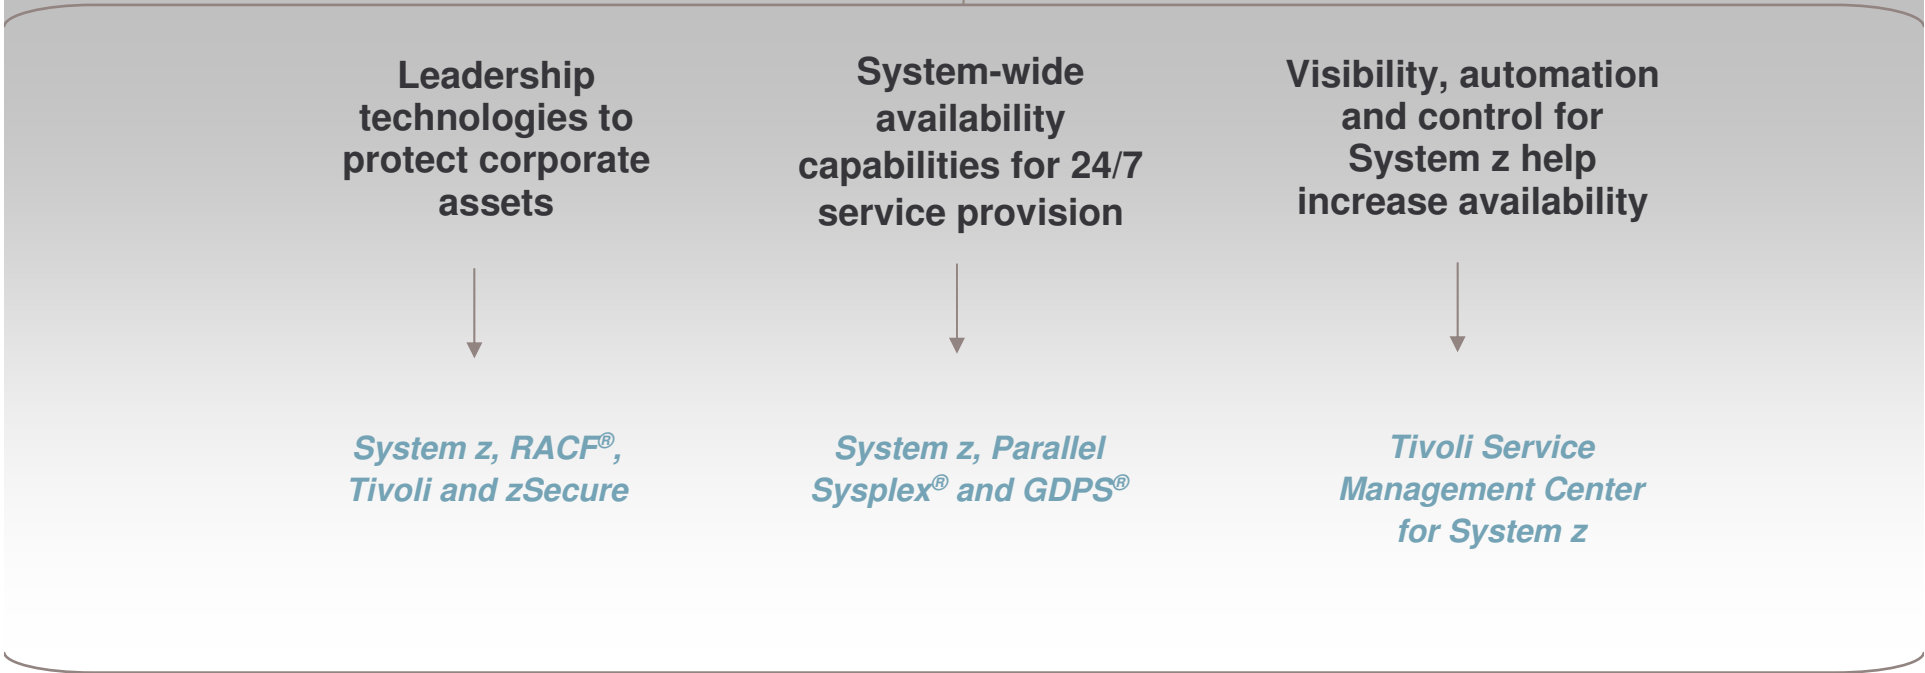 Leadership
technologies to
protect corporate
assets
System-wide
availability
capabilities for 24/7
service provision
Visibility, automation
and control for
System z help
increase availability
System z, RACF®,
Tivoli and zSecure
System z, Parallel
Sysplex® and GDPS®
Tivoli Service
Management Center
for System z